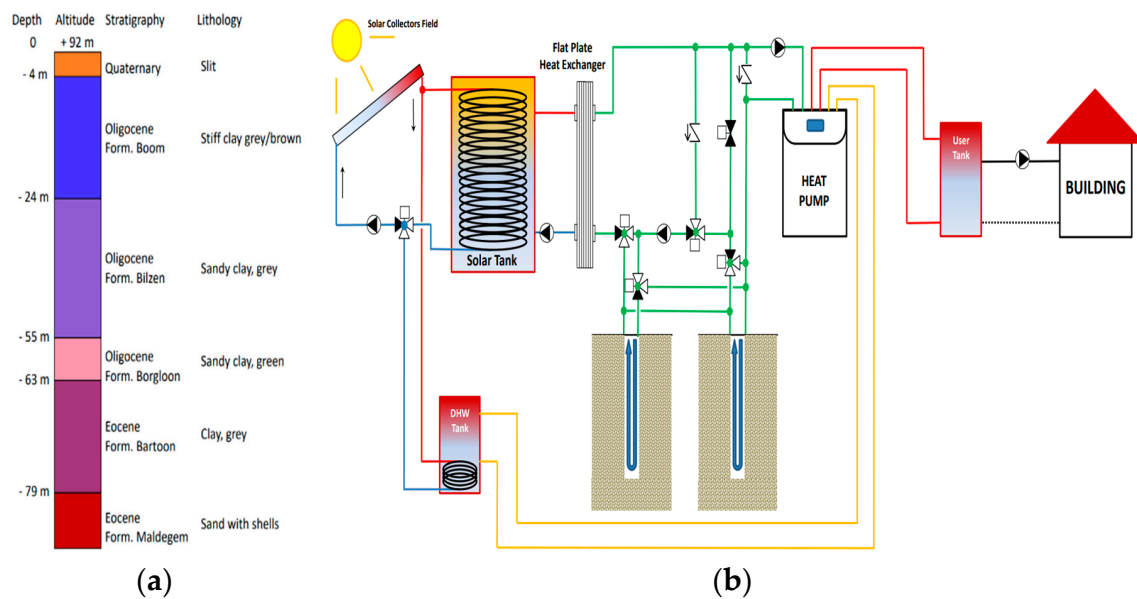 Depth Altitude Stratigraphy Lithology
0 + 92 m
Quaternary Slit
- 4 m
Oligocene
Form. Boom
Stiff clay grey/brown
- 24 m
Oligocene
Form. Bilzen
Sandy clay, grey
- 55 m
Oligocene
Form. Borgloon
Sandy clay, green
- 63 m
Eocene
Form. Bartoon
Clay, grey
- 79 m
Eocene
Form. Maldegem
Sand with shells
(a)
Solar Collectors Field
Flat Plate
Heat Exchanger
Solar Tank
DHW
Tank
HEAT
PUMP
User
Tank
BUILDING
(b)